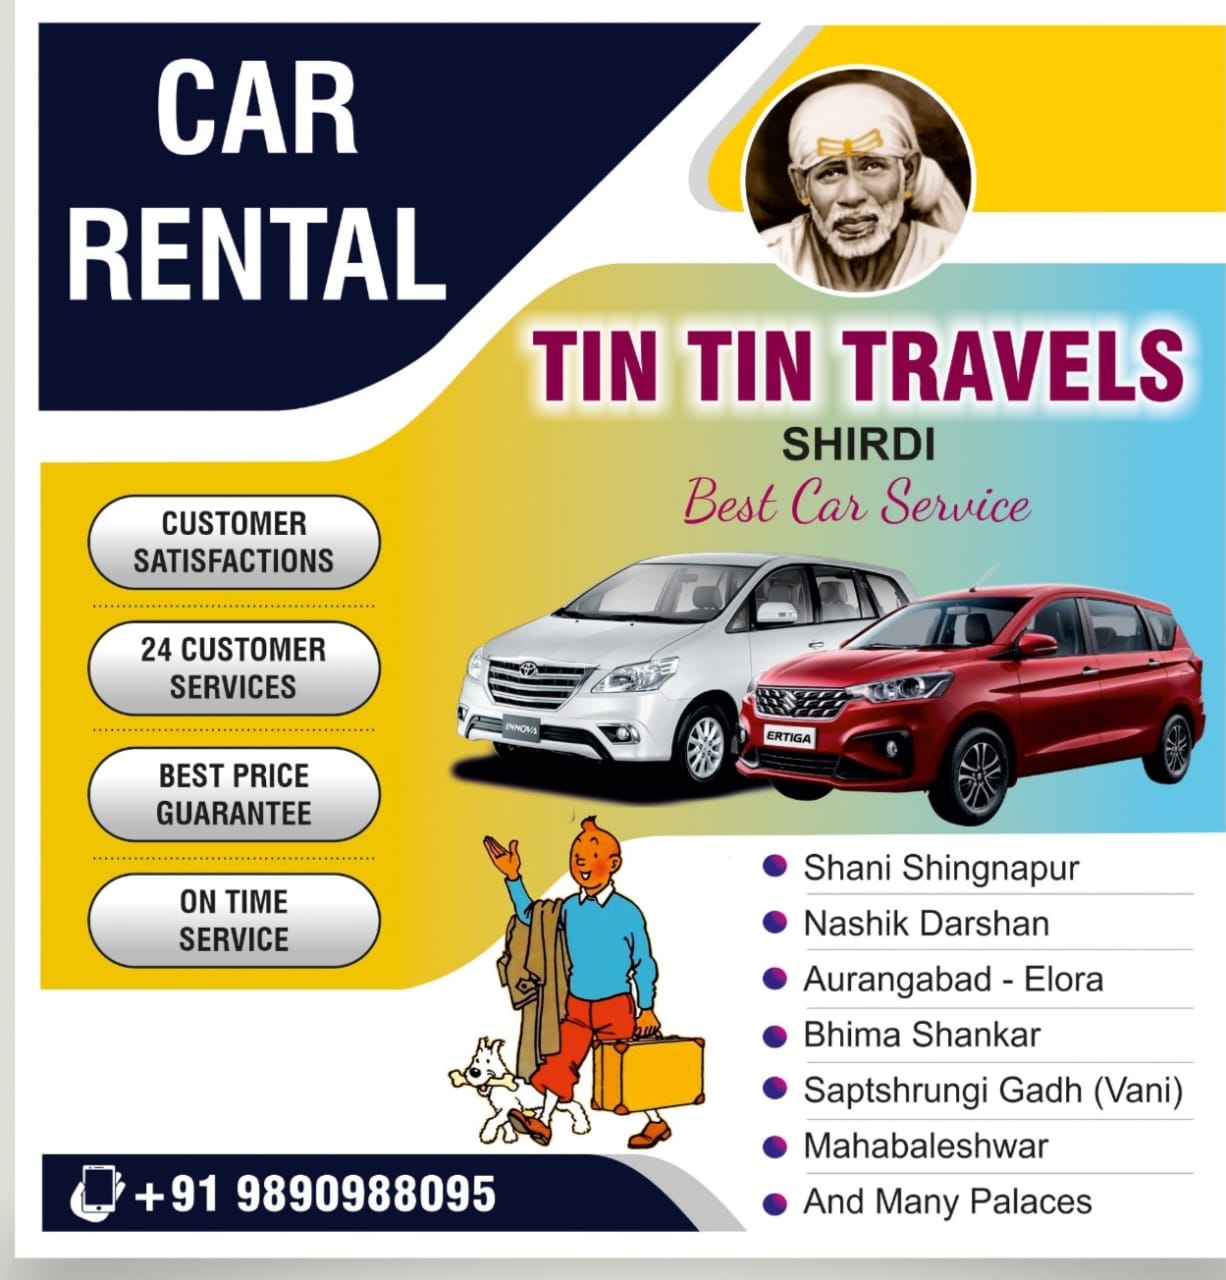 CAR
RENTAL
TIN TIN TRAVELS
SHIRDI
Best Car Service
CUSTOMER
SATISFACTIONS
24 CUSTOMER
SERVICES
BEST PRICE
GUARANTEE
ON TIME
SERVICE
INNOVA
ERTIGA
Shani Shingnapur
Nashik Darshan
Aurangabad - Elora
Bhima Shankar
Saptshrungi Gadh (Vani)
Mahabaleshwar
And Many Palaces
+91 9890988095